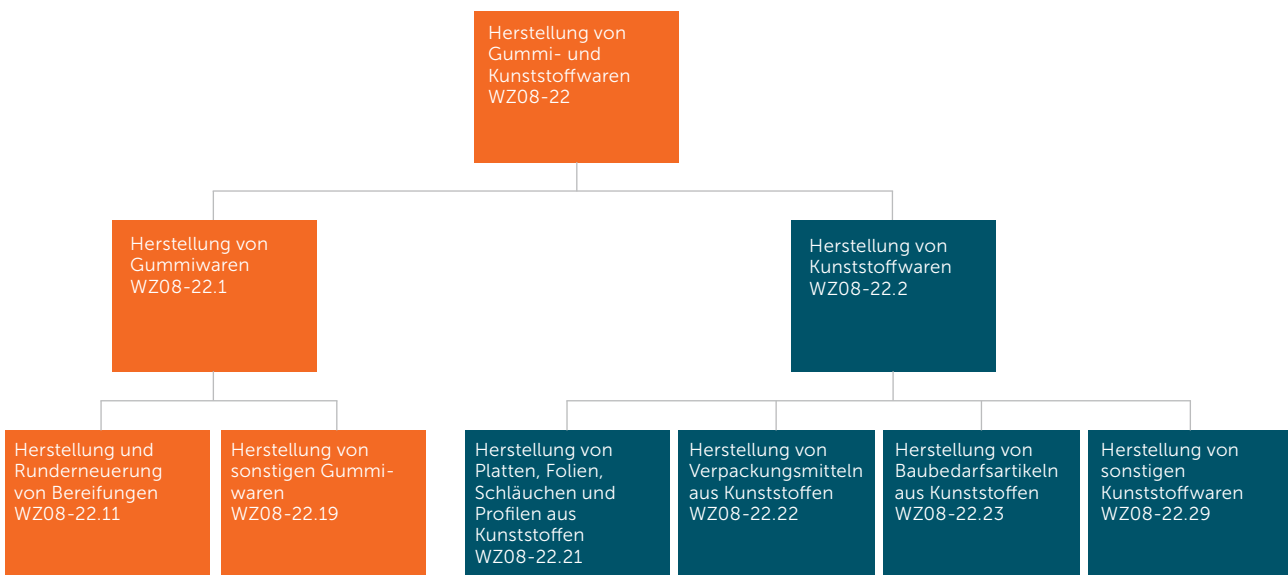 Herstellung von
Gummi- und
Kunststoffwaren
WZ08-22
Herstellung von
Gummiwaren
WZ08-22.1
Herstellung von
Kunststoffwaren
WZ08-22.2
Herstellung und
Runderneuerung
von Bereifungen
WZ08-22.11
Herstellung von
sonstigen Gummi-
waren
WZ08-22.19
Herstellung von
Platten, Folien,
Schläuchen und
Profilen aus
Kunststoffen
WZ08-22.21
Herstellung von
Verpackungsmitteln
aus Kunststoffen
WZ08-22.22
Herstellung von
Baubedarfsartikeln
aus Kunststoffen
WZ08-22.23
Herstellung von
sonstigen
Kunststoffwaren
WZ08-22.29